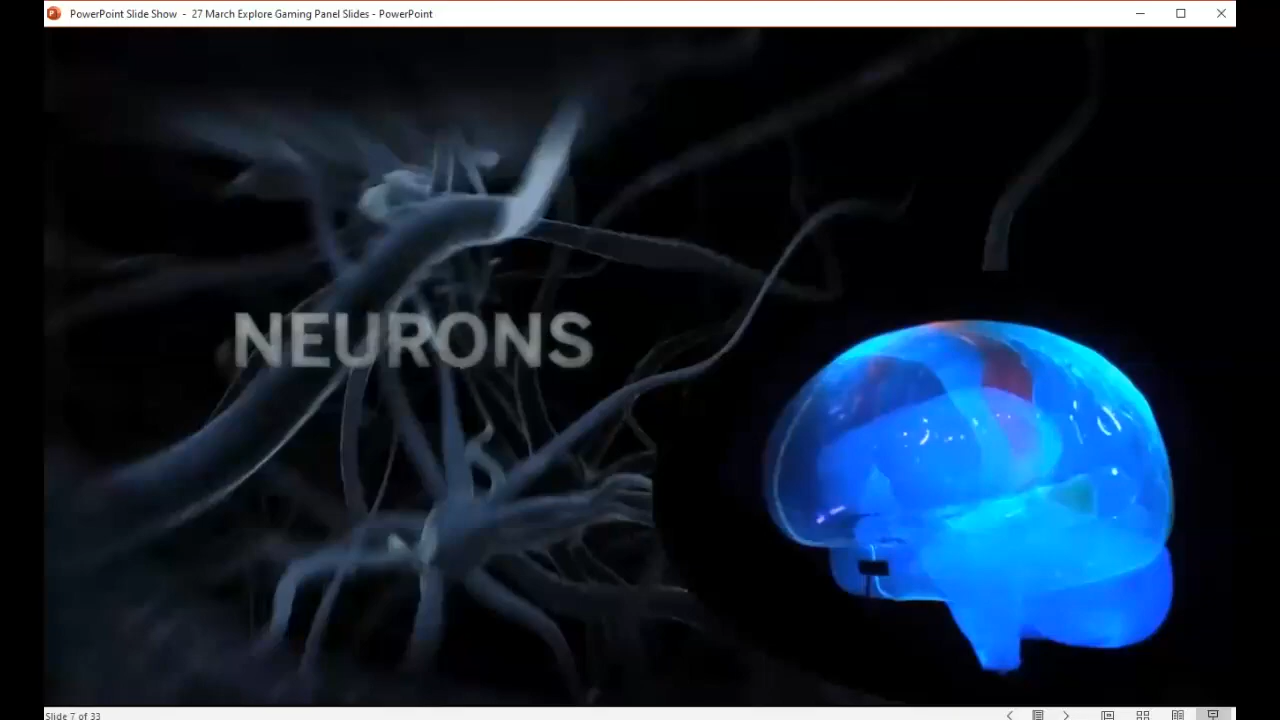 PowerPoint Slide Show - 27 March Explore Gaming Panel Slides - PowerPoint
NEURONS
Slide 7 of 33